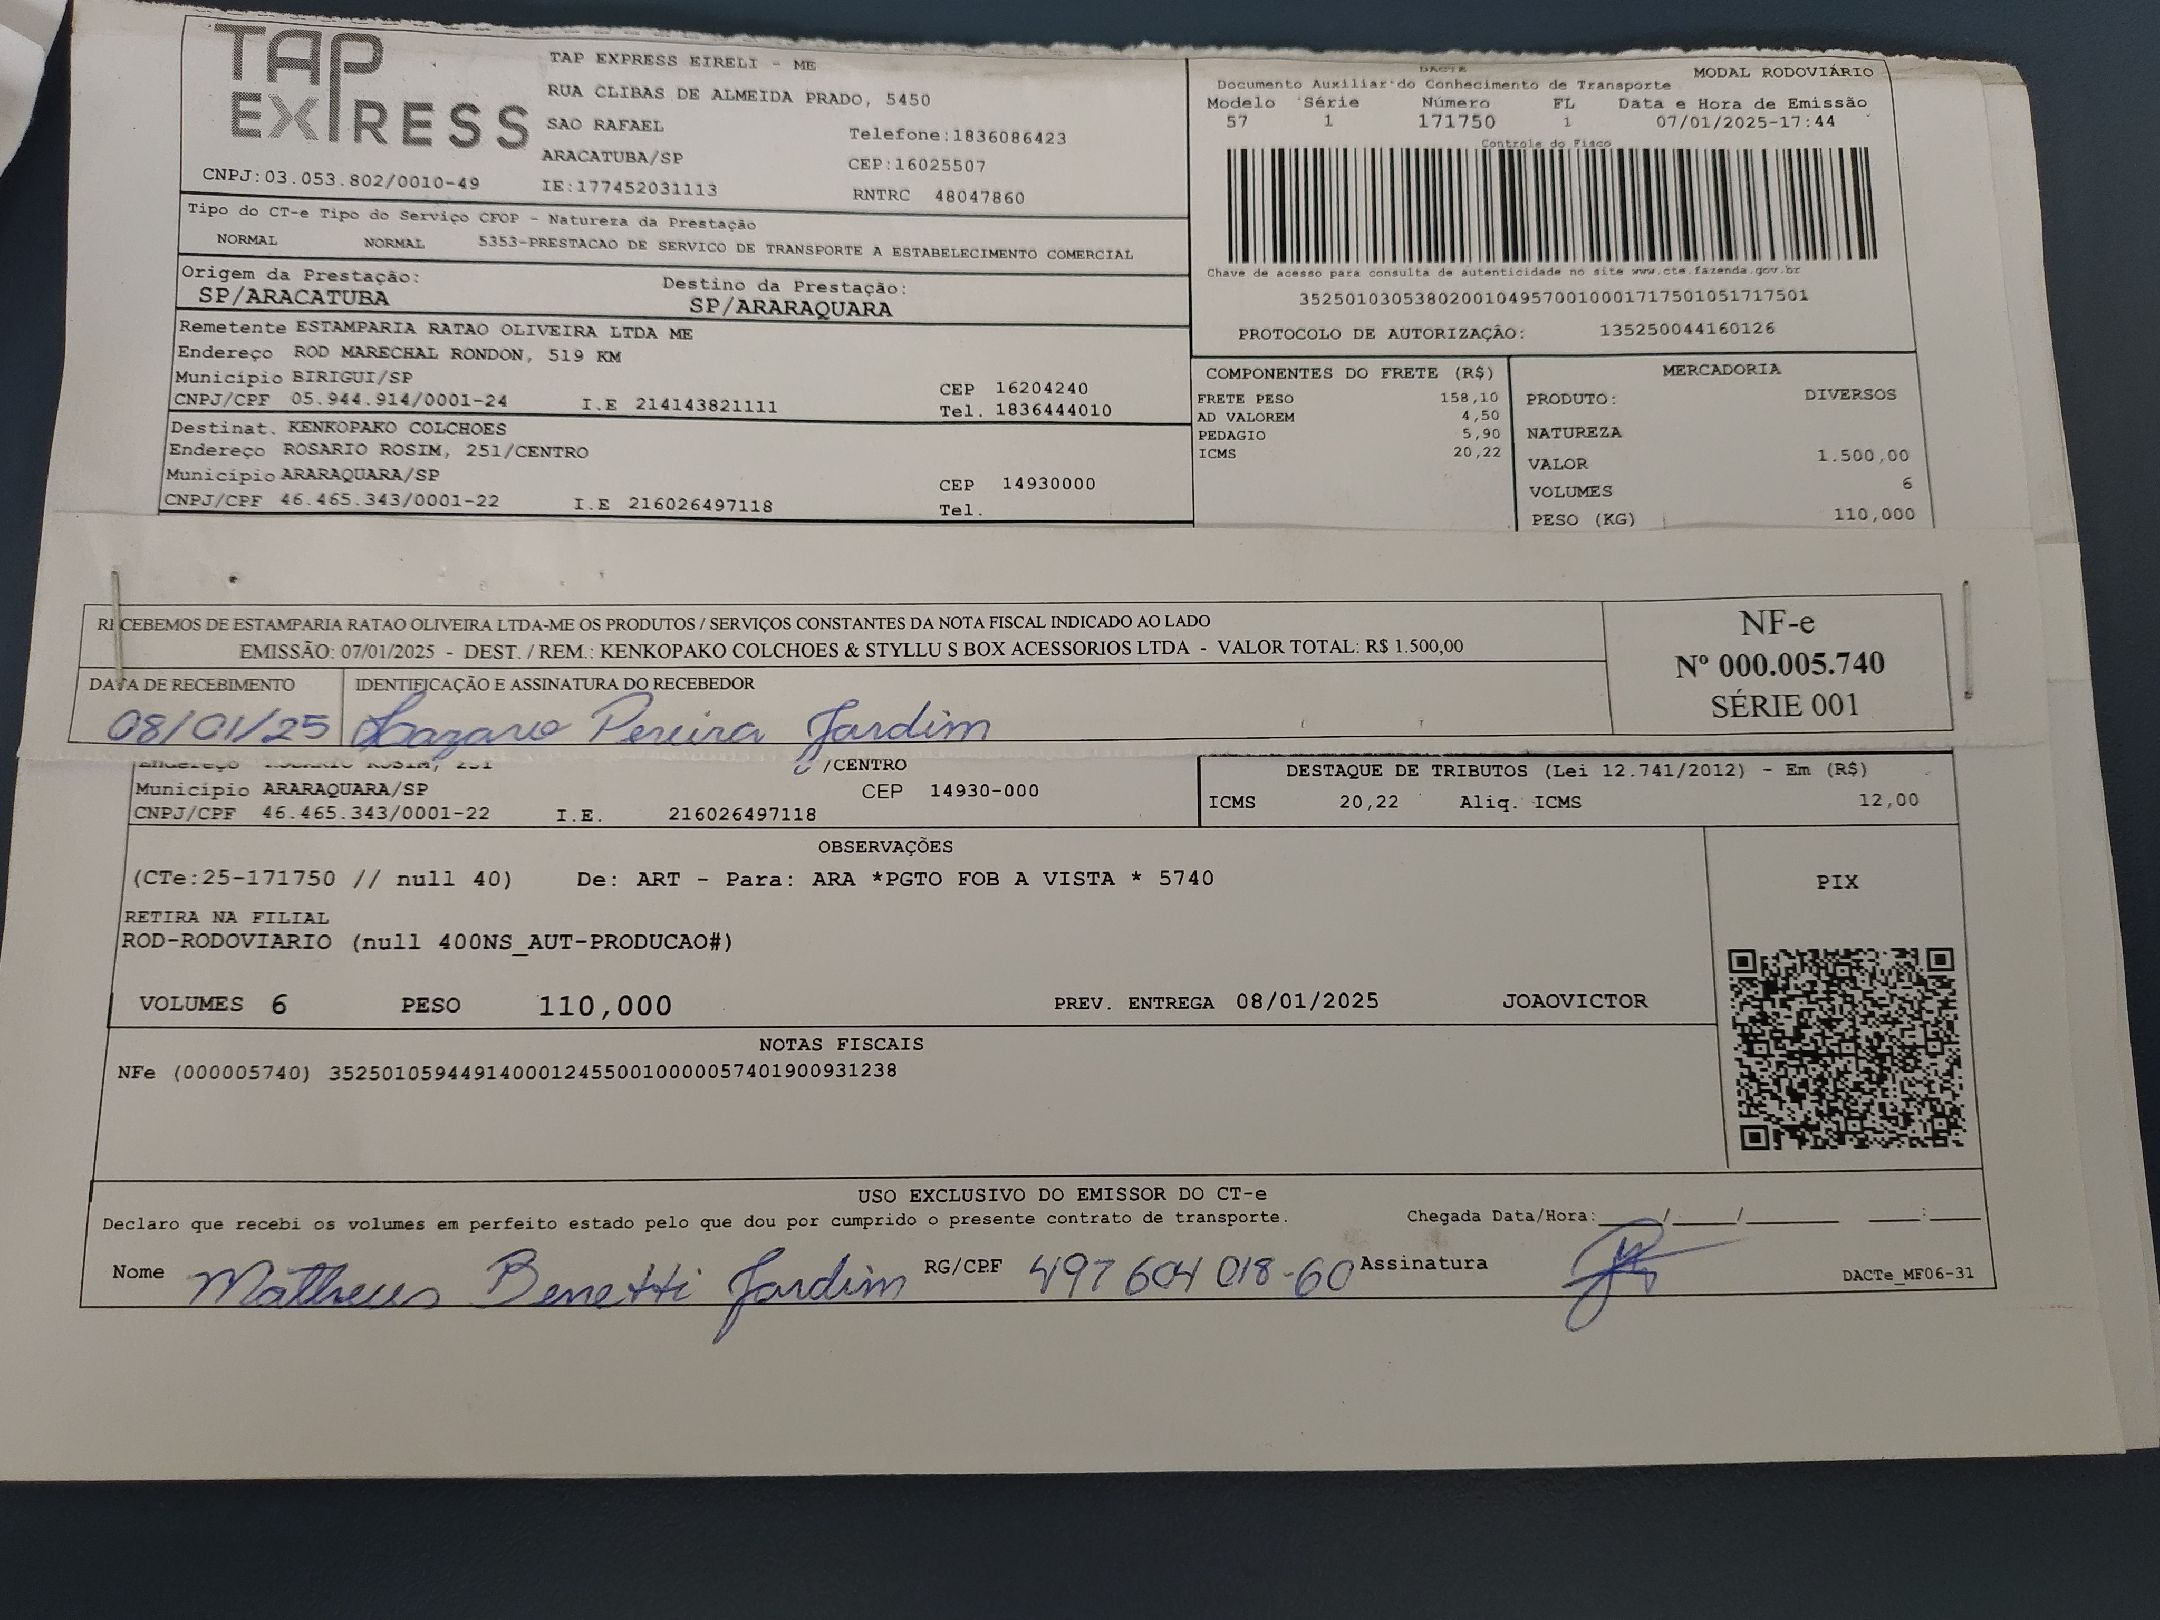 TAP EXPRESS
TAP EXPRESS EIRELI - ME
RUA CLIBAS DE ALMEIDA PRADO, 5450
SAO RAFAEL
Telefone:1836086423
ARACATUBA/SP
CEP:16025507
CNPJ:03.053.802/0010-49 IE:177452031113 RNTRC 48047860
Tipo do CT-e Tipo do Serviço CFOP - Natureza da Prestação
NORMAL NORMAL 5353-PRESTACAO DE SERVICO DE TRANSPORTE A ESTABELECIMENTO COMERCIAL
Origem da Prestação: Destino da Prestação:
SP/ARACATUBA SP/ARARAQUARA
Remetente ESTAMPARIA RATAO OLIVEIRA LTDA ME
Endereço ROD MARECHAL RONDON, 519 KM
Município BIRIGUI/SP CEP 16204240
CNPJ/CPF 05.944.914/0001-24 I.E 214143821111 Tel. 1836444010
Destinat. KENKOPAKO COLCHOES
Endereço ROSARIO ROSIM, 251/CENTRO
Município ARARAQUARA/SP CEP 14930000
CNPJ/CPF 46.465.343/0001-22 I.E 216026497118 Tel.
DACTE MODAL RODOVIÁRIO
Documento Auxiliar do Conhecimento de Transporte
Modelo Série Número FL Data e Hora de Emissão
57 1 171750 1 07/01/2025-17:44
Controle do Fisco
Chave de acesso para consulta de autenticidade no site www.cte.fazenda.gov.br
35250103053802001049570010001717501051717501
PROTOCOLO DE AUTORIZAÇÃO: 135250044160126
COMPONENTES DO FRETE (R$)
FRETE PESO 158,10
AD VALOREM 4,50
PEDAGIO 5,90
ICMS 20,22
MERCADORIA
PRODUTO: DIVERSOS
NATUREZA
VALOR 1.500,00
VOLUMES 6
PESO (KG) 110,000
RECEBEMOS DE ESTAMPARIA RATAO OLIVEIRA LTDA-ME OS PRODUTOS / SERVIÇOS CONSTANTES DA NOTA FISCAL INDICADO AO LADO
EMISSÃO: 07/01/2025 - DEST. / REM.: KENKOPAKO COLCHOES & STYLLU S BOX ACESSORIOS LTDA - VALOR TOTAL: R$ 1.500,00
NF-e
Nº 000.005.740
SÉRIE 001
DATA DE RECEBIMENTO IDENTIFICAÇÃO E ASSINATURA DO RECEBEDOR
08/01/25 Lazaro Pereira Jardim
Endereço ROSARIO ROSIM, 251 /CENTRO
Município ARARAQUARA/SP CEP 14930-000
CNPJ/CPF 46.465.343/0001-22 I.E. 216026497118
DESTAQUE DE TRIBUTOS (Lei 12.741/2012) - Em (R$)
ICMS 20,22 Aliq. ICMS 12,00
OBSERVAÇÕES
(CTe:25-171750 // null 40) De: ART - Para: ARA *PGTO FOB A VISTA * 5740
PIX
RETIRA NA FILIAL
ROD-RODOVIARIO (null 400NS_AUT-PRODUCAO#)
VOLUMES 6 PESO 110,000 PREV. ENTREGA 08/01/2025 JOAOVICTOR
NOTAS FISCAIS
NFe (000005740) 35250105944914000124550010000057401900931238
USO EXCLUSIVO DO EMISSOR DO CT-e
Declaro que recebi os volumes em perfeito estado pelo que dou por cumprido o presente contrato de transporte. Chegada Data/Hora:____/_____/_______ ____:____
Nome Matheus Benetti Jardim RG/CPF 497604018-60 Assinatura
DACTe_MF06-31